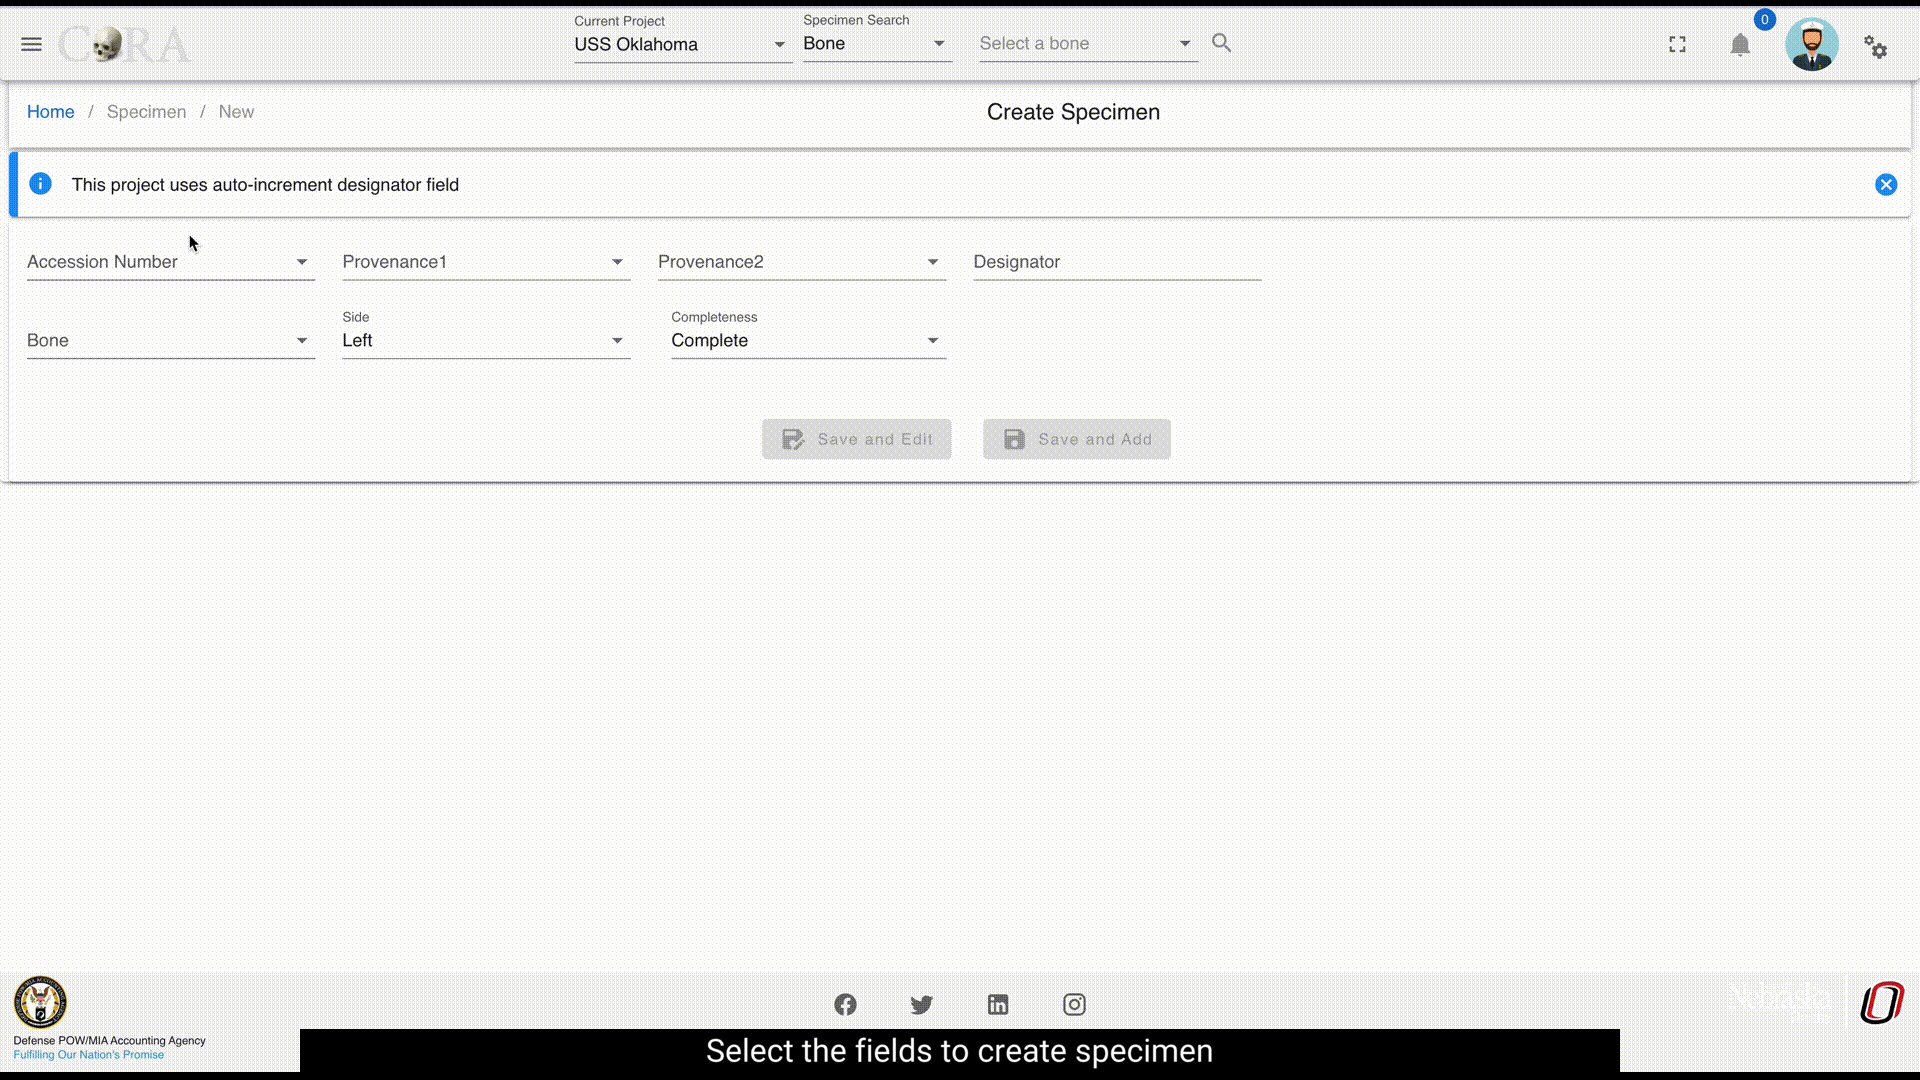 CORA
Current Project
USS Oklahoma
Specimen Search
Bone
Select a bone
0
Home / Specimen / New
Create Specimen
This project uses auto-increment designator field
Accession Number
Provenance1
Provenance2
Designator
Bone
Side
Left
Completeness
Complete
Save and Edit
Save and Add
Defense POW/MIA Accounting Agency
Fulfilling Our Nation's Promise
Nebraska
O
Select the fields to create specimen